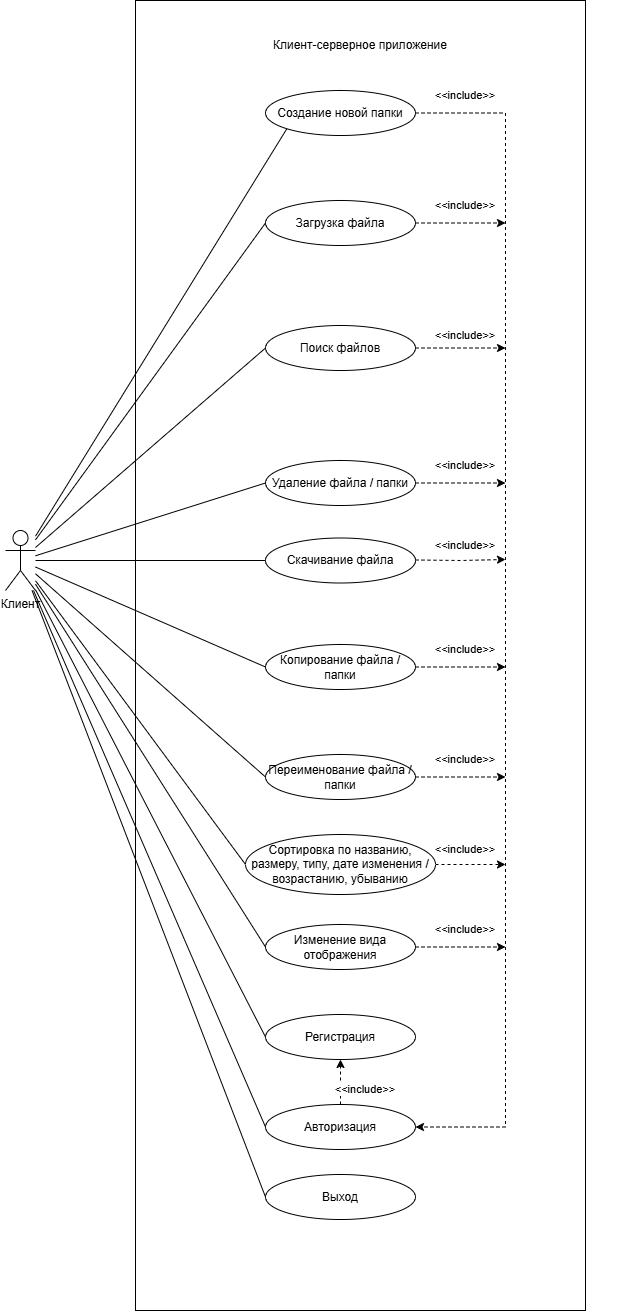 Клиент-серверное приложение
<<include>>
Создание новой папки
<<include>>
Загрузка файла
<<include>>
Поиск файлов
<<include>>
Удаление файла / папки
<<include>>
Скачивание файла
Клиент
<<include>>
Копирование файла /
папки
<<include>>
Переименование файла /
папки
<<include>>
Сортировка по названию,
размеру, типу, дате изменения /
возрастанию, убыванию
<<include>>
Изменение вида
отображения
Регистрация
<<include>>
Авторизация
Выход